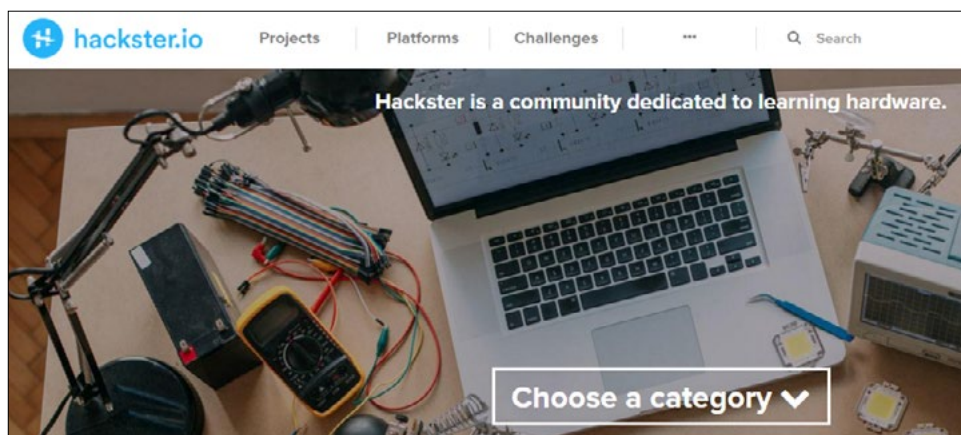 hackster.io
Projects
Platforms
Challenges
...
Search
Hackster is a community dedicated to learning hardware.
Choose a category